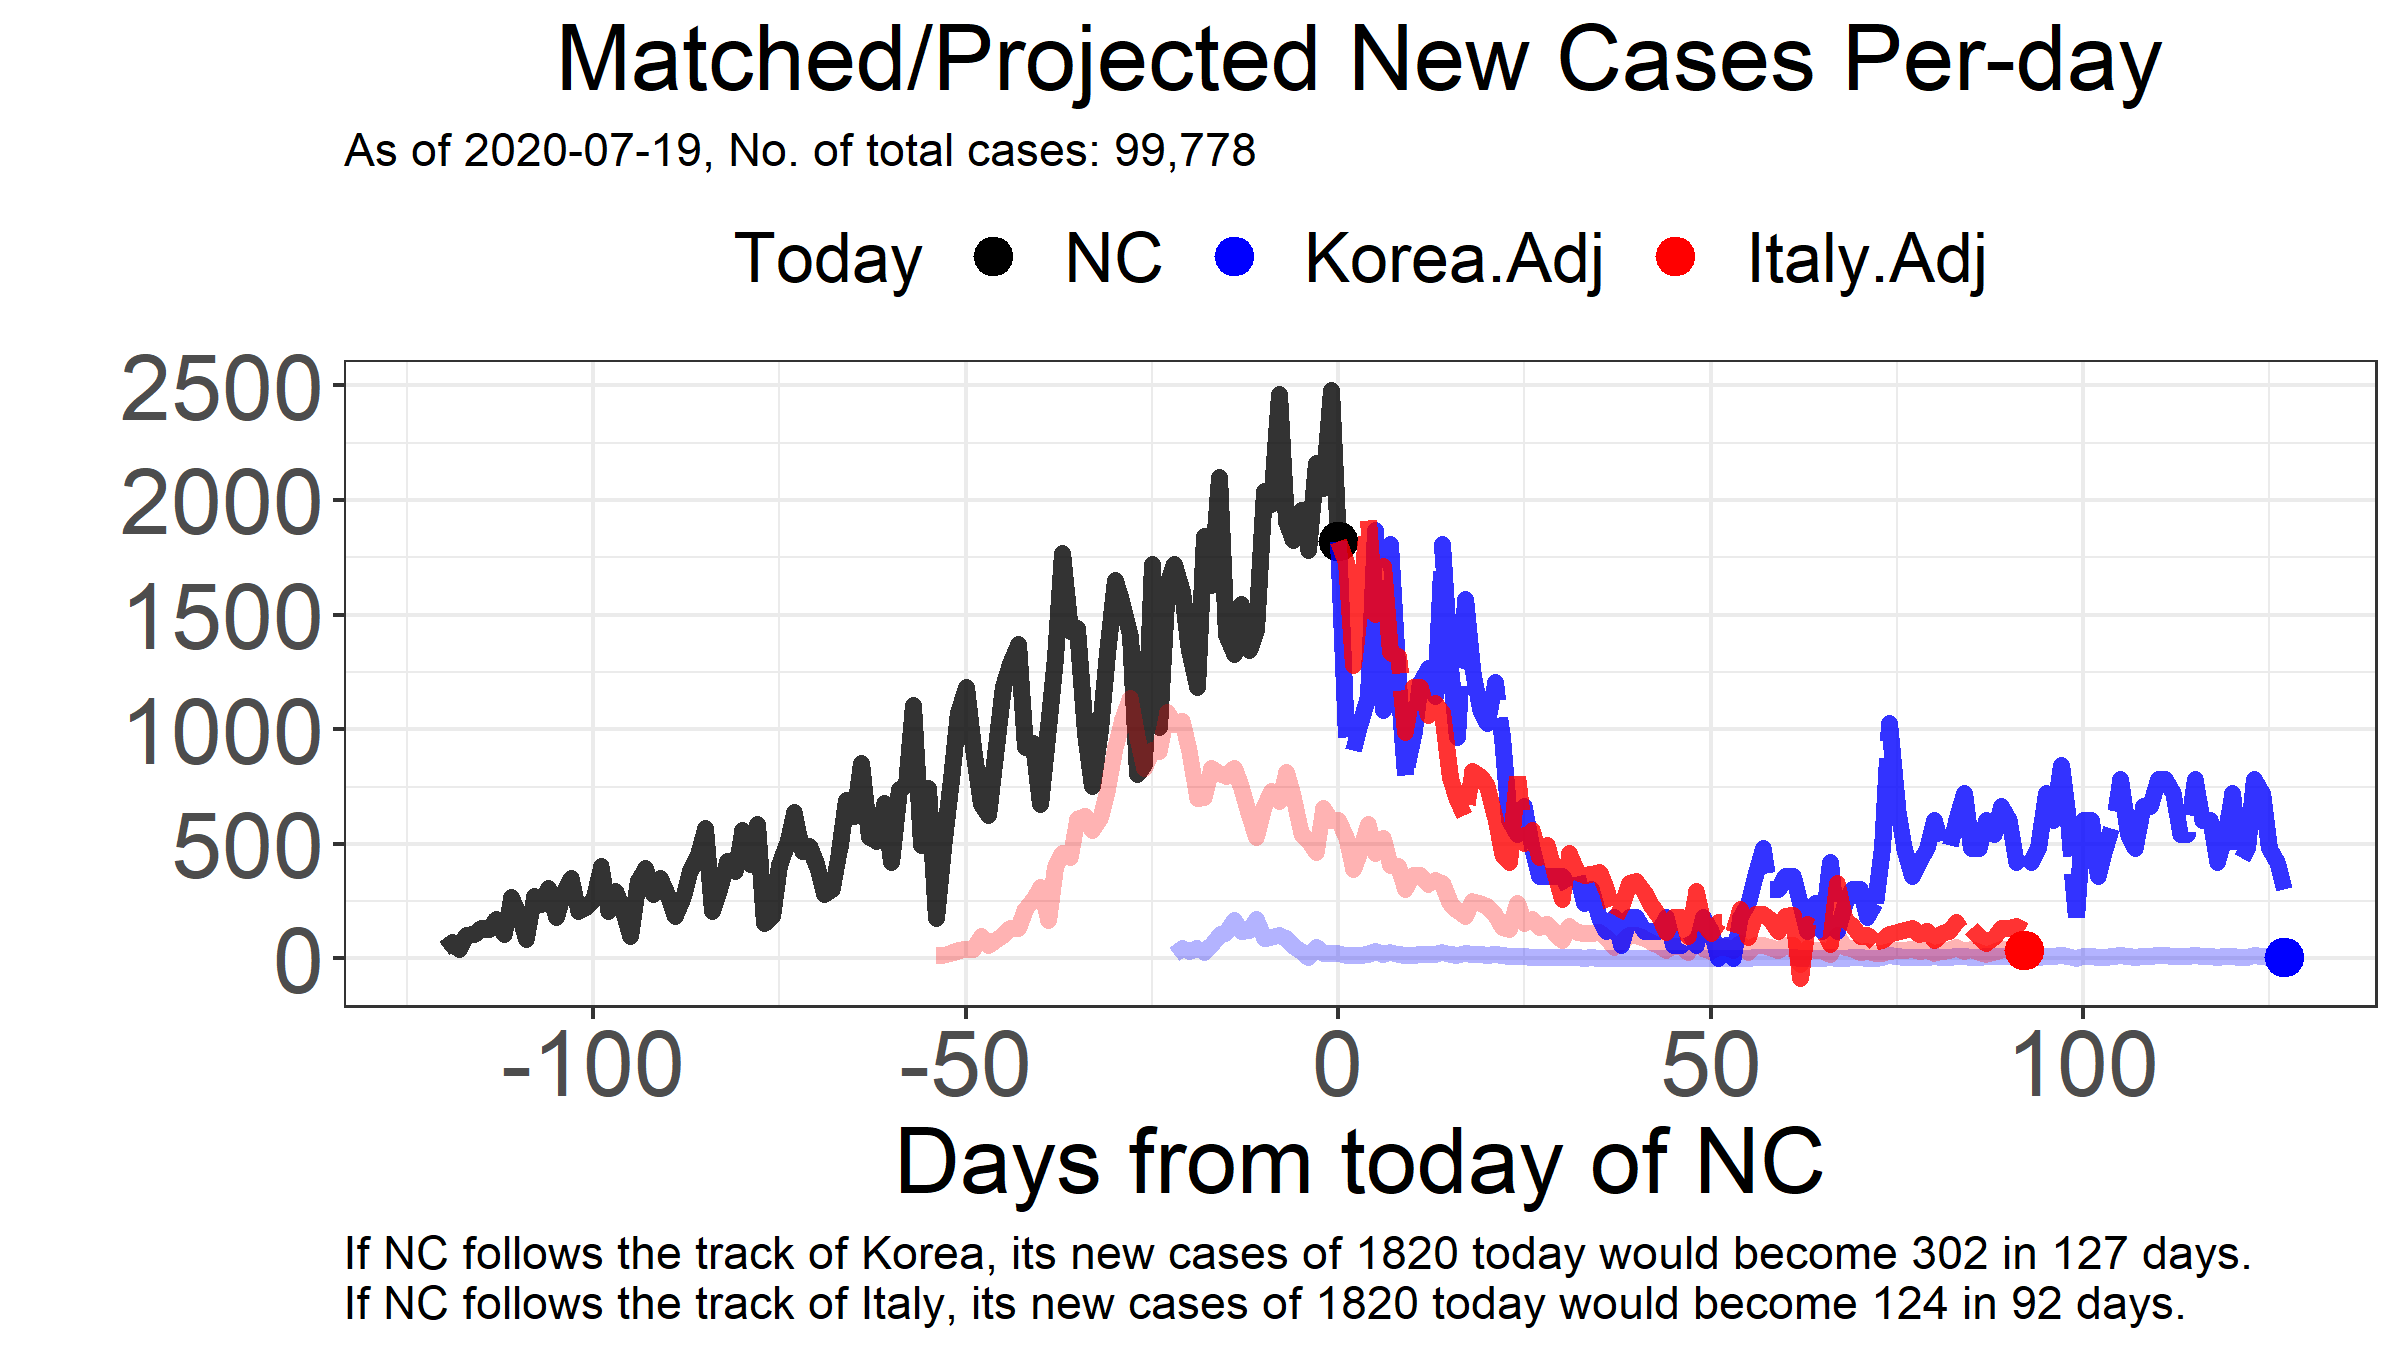 Matched/Projected New Cases Per-day
As of 2020-07-19, No. of total cases: 99,778
Today NC Korea.Adj Italy.Adj
2500
2000
1500
1000
500
0
-100 -50 0 50 100
Days from today of NC
If NC follows the track of Korea, its new cases of 1820 today would become 302 in 127 days.
If NC follows the track of Italy, its new cases of 1820 today would become 124 in 92 days.